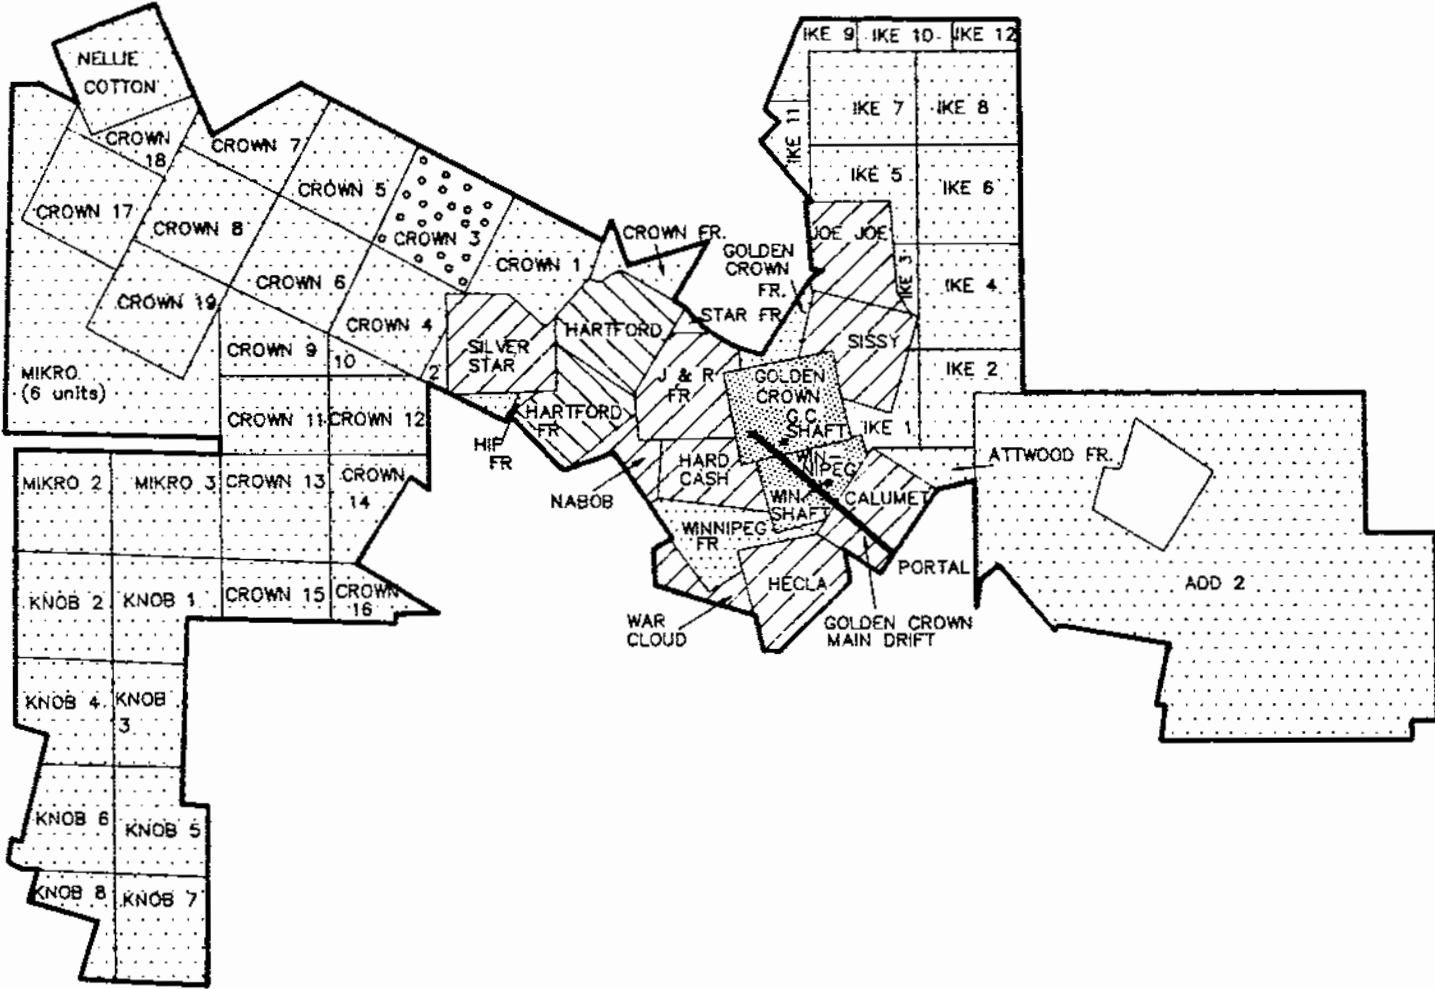 NELLIE
COTTON
CROWN
18
CROWN 7
CROWN 5
CROWN 3
CROWN 1
CROWN FR.
CROWN 17
CROWN 8
CROWN 6
CROWN 4
2
CROWN 19
CROWN 9
10
MIKRO
(6 units)
CROWN 11
CROWN 12
MIKRO 2
MIKRO 3
CROWN 13
CROWN
14
KNOB 2
KNOB 1
CROWN 15
CROWN
16
KNOB 4
KNOB
3
KNOB 6
KNOB 5
KNOB 8
KNOB 7
SILVER
STAR
HARTFORD
HARTFORD
FR
HIP
FR
NABOB
GOLDEN
CROWN
FR.
STAR FR.
J & R
FR
HARD
CASH
WINNIPEG
FR
WAR
CLOUD
HECLA
GOLDEN
CROWN
G.C.
SHAFT
WIN-
NIPEG
WIN
SHAFT
CALUMET
PORTAL
GOLDEN CROWN
MAIN DRIFT
IKE 9
IKE 10
IKE 12
IKE 11
IKE 7
IKE 8
IKE 5
IKE 6
JOE JOE
IKE 3
IKE 4
SISSY
IKE 2
IKE 1
ATTWOOD FR.
ADD 2